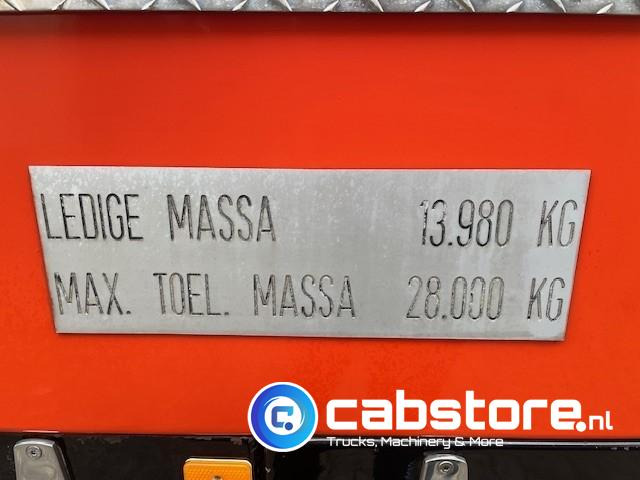 LEDIGE MASSA 13.980 KG
MAX. TOEL. MASSA 28.000 KG
cabstore.nl
Trucks, Machinery & More